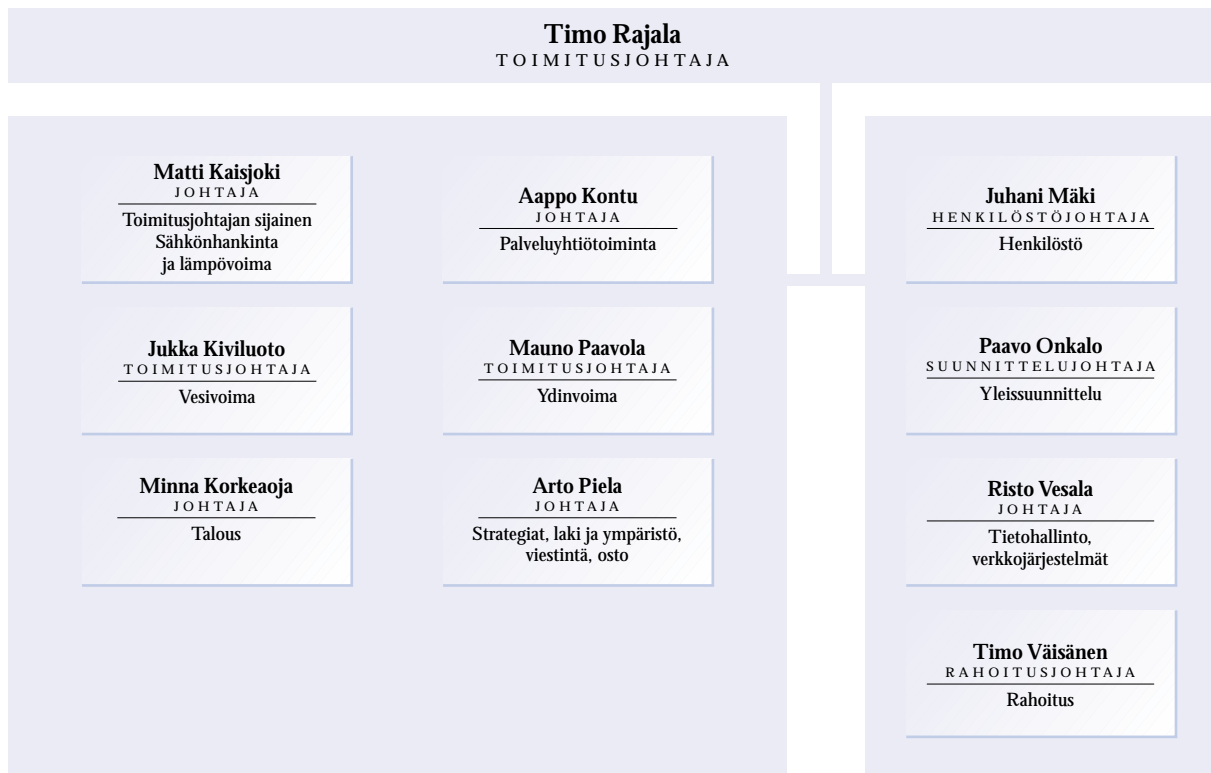 Timo Rajala
TOIMITUSJOHTAJA
Matti Kaisjoki
JOHTAJA
Toimitusjohtajan sijainen
Sähkönhankinta
ja lämpövoima
Aappo Kontu
JOHTAJA
Palveluyhtiötoiminta
Jukka Kiviluoto
TOIMITUSJOHTAJA
Vesivoima
Mauno Paavola
TOIMITUSJOHTAJA
Ydinvoima
Minna Korkeaoja
JOHTAJA
Talous
Arto Piela
JOHTAJA
Strategiat, laki ja ympäristö,
viestintä, osto
Juhani Mäki
HENKILÖSTÖJOHTAJA
Henkilöstö
Paavo Onkalo
SUUNNITTELUJOHTAJA
Yleissuunnittelu
Risto Vesala
JOHTAJA
Tietohallinto,
verkkojärjestelmät
Timo Väisänen
RAHOITUSJOHTAJA
Rahoitus